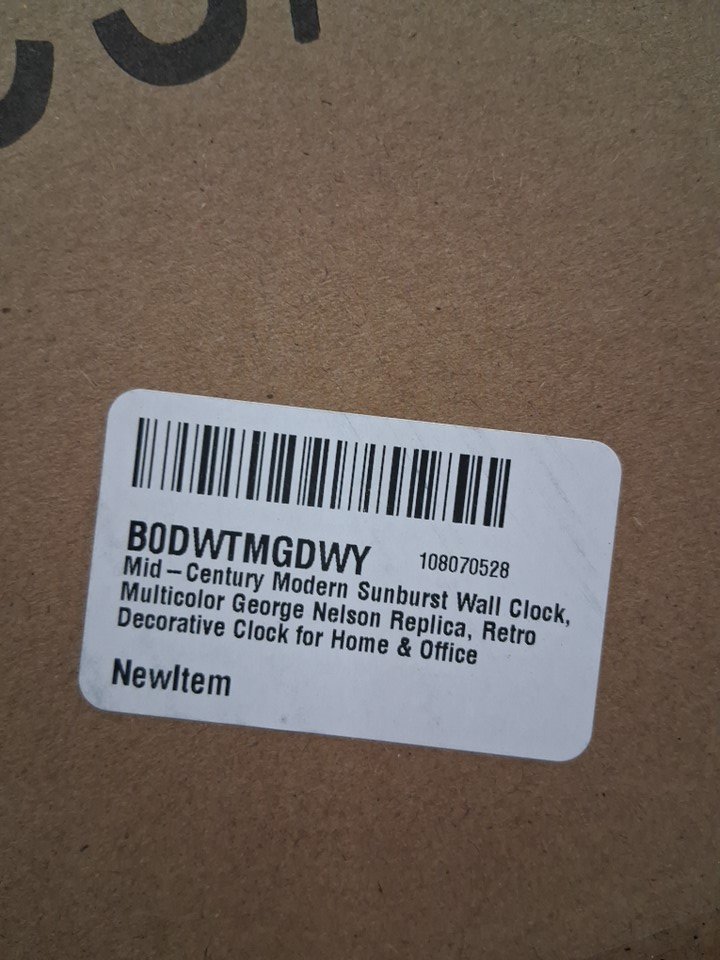 B0DWTMGDWY 108070528
Mid-Century Modern Sunburst Wall Clock,
Multicolor George Nelson Replica, Retro
Decorative Clock for Home & Office
NewItem